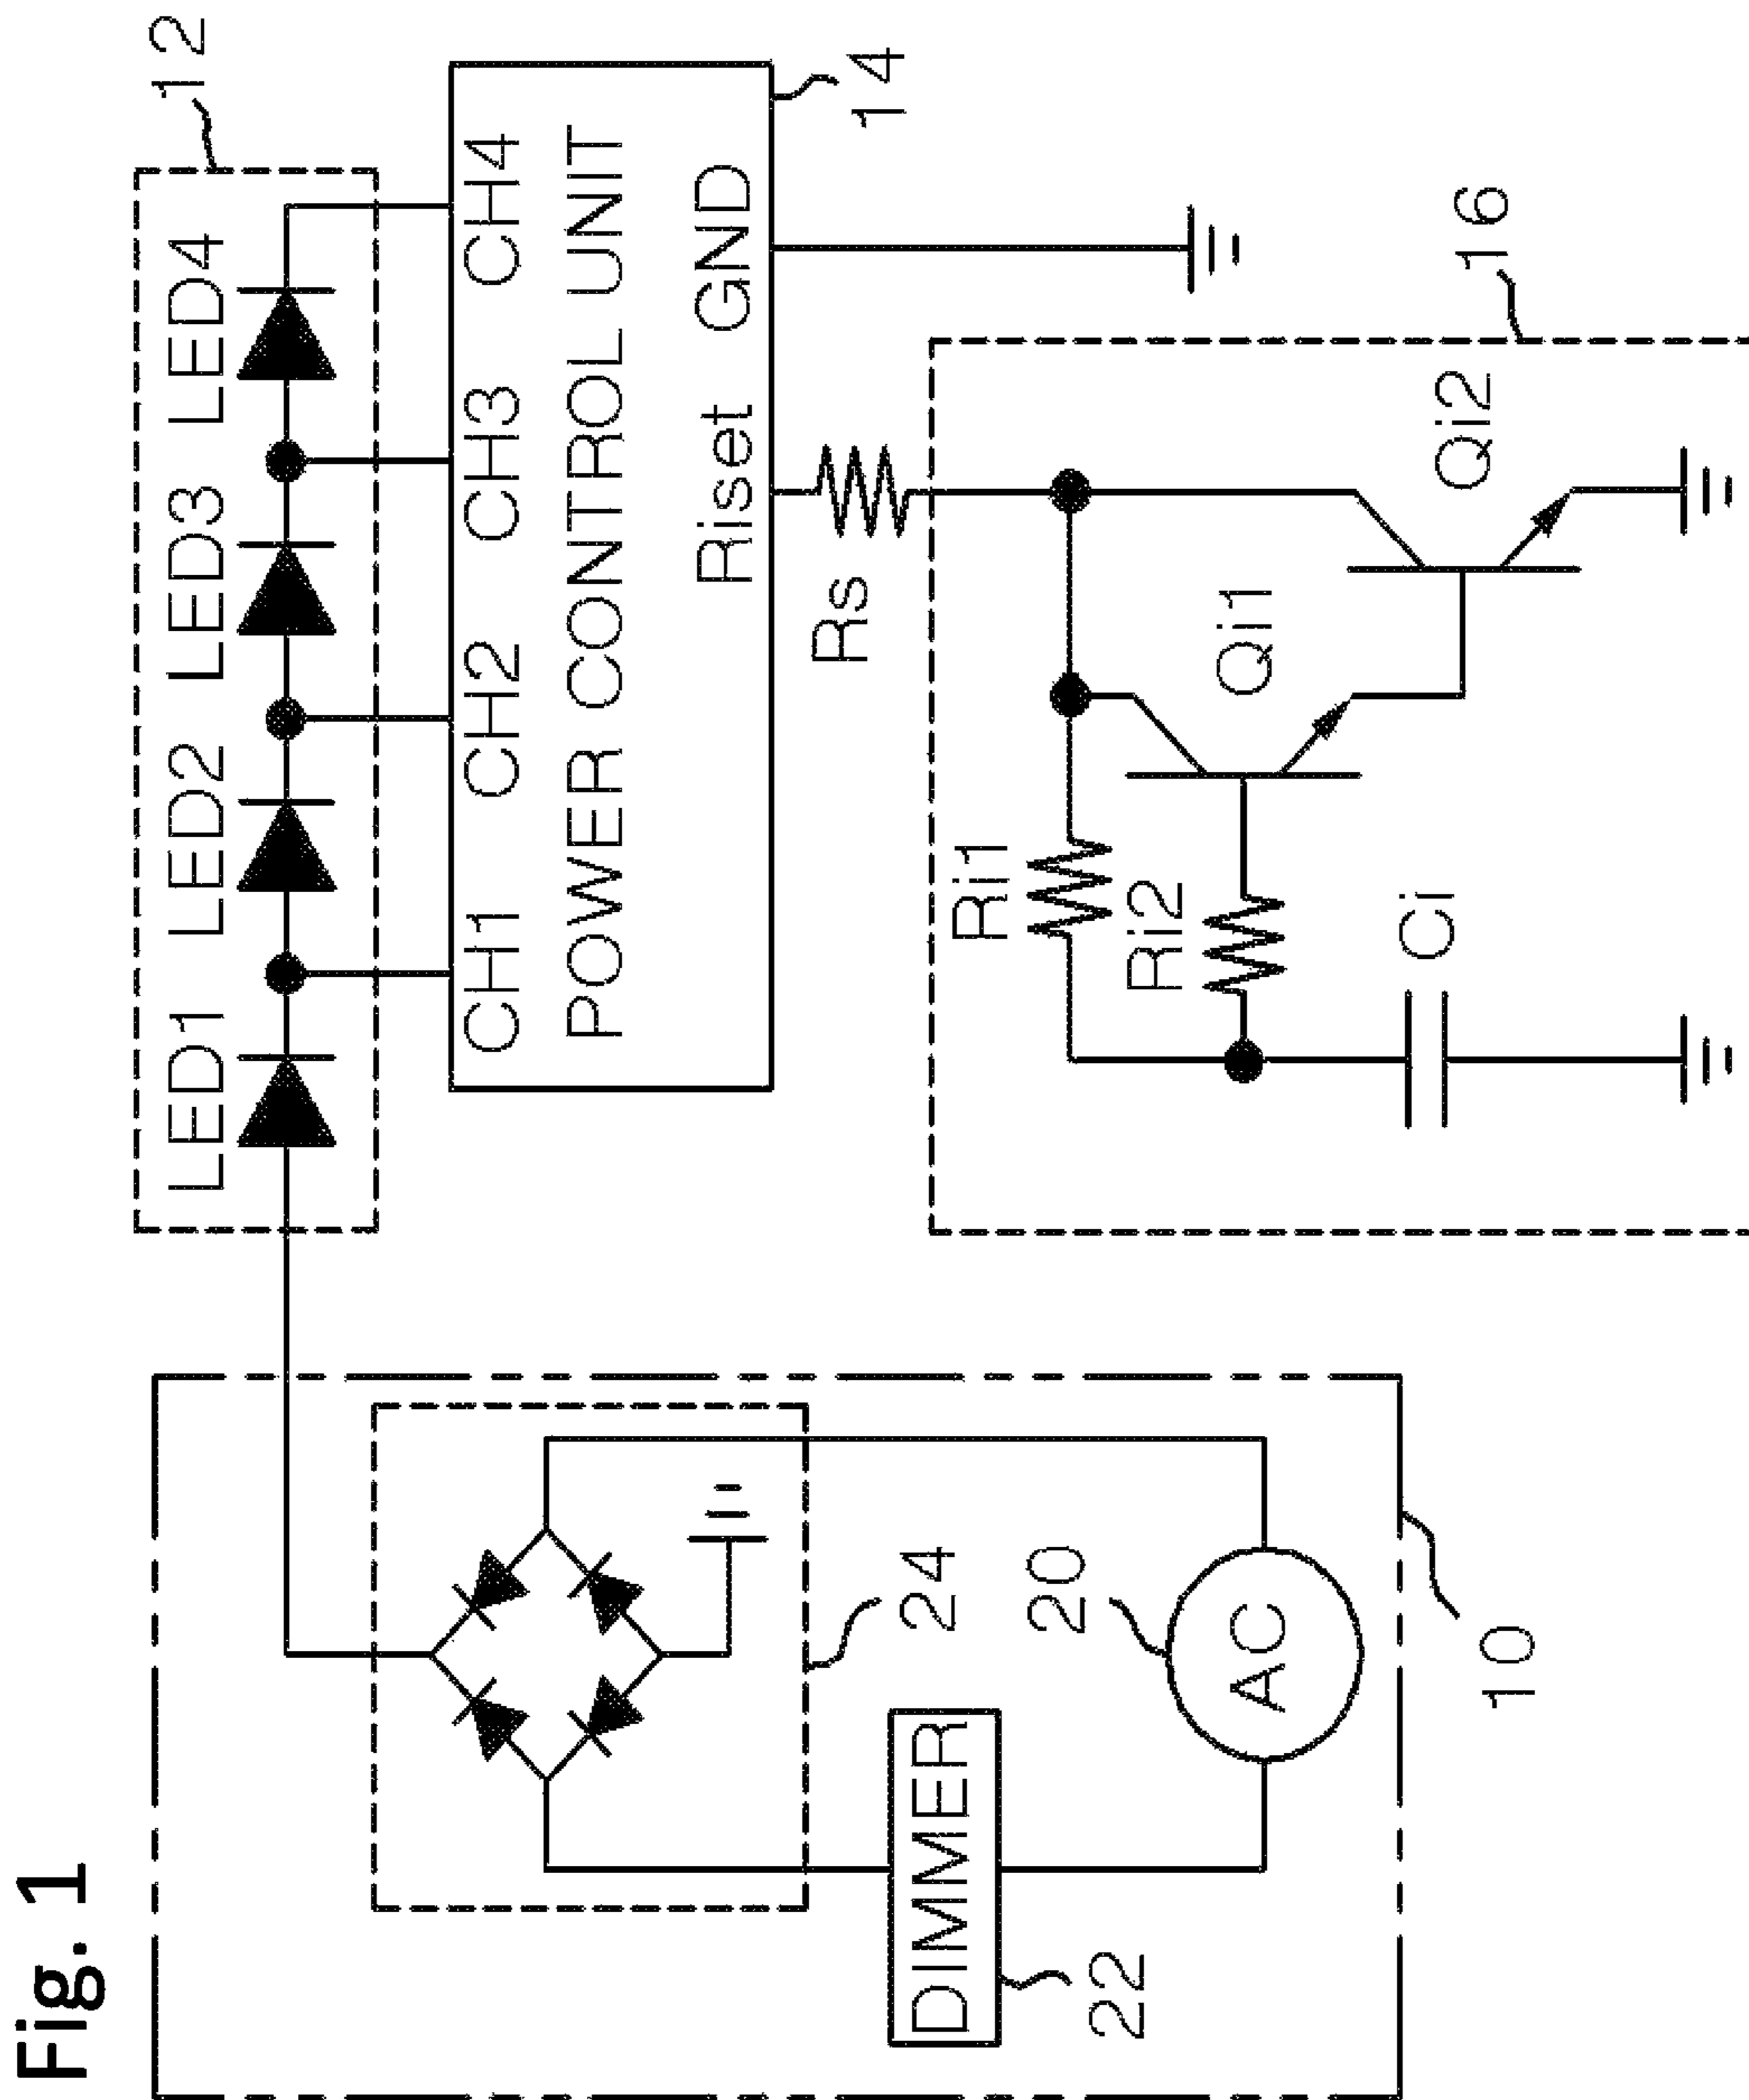 Fig. 1
12
LED1 LED2 LED3 LED4
CH1 CH2 CH3 CH4
POWER CONTROL UNIT
Riset GND
14
Rs
16
Ri1
Ri2
Qi1
Ci
Qi2
24
DIMMER
20
22
AC
10